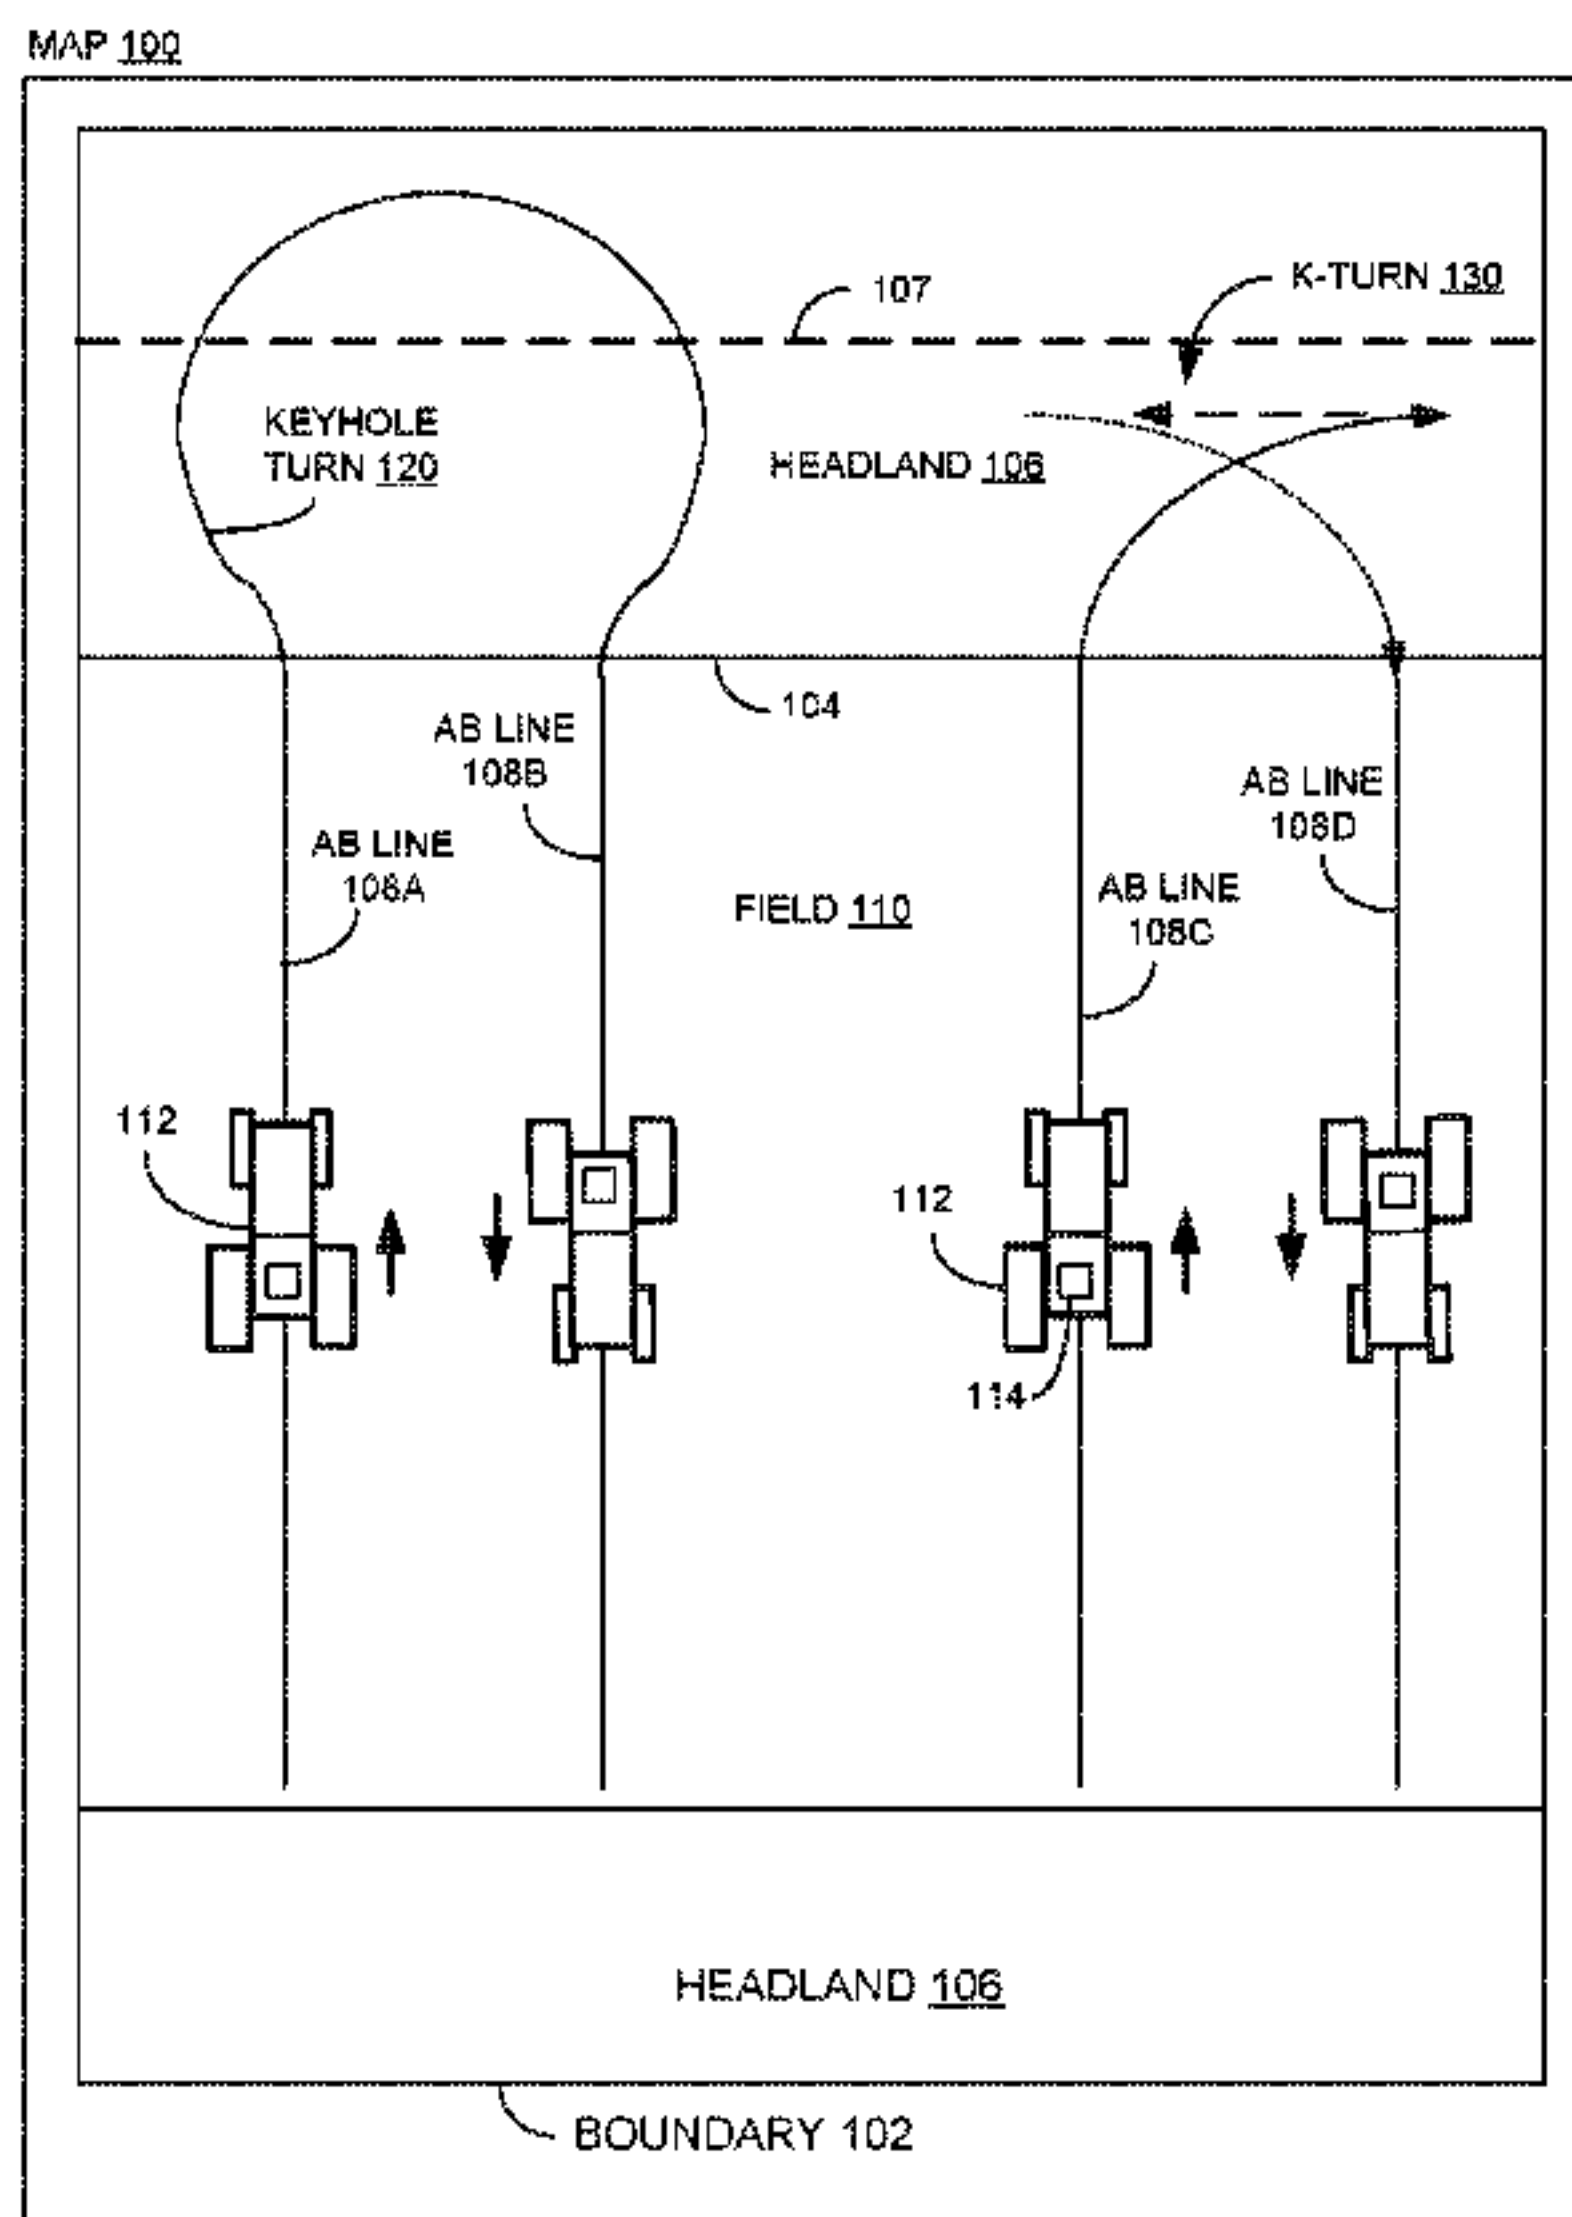 MAP 100
107
K-TURN 130
KEYHOLE
TURN 120
HEADLAND 106
104
AB LINE
108B
AB LINE
108D
AB LINE
108A
AB LINE
108C
FIELD 110
112
112
114
HEADLAND 106
BOUNDARY 102